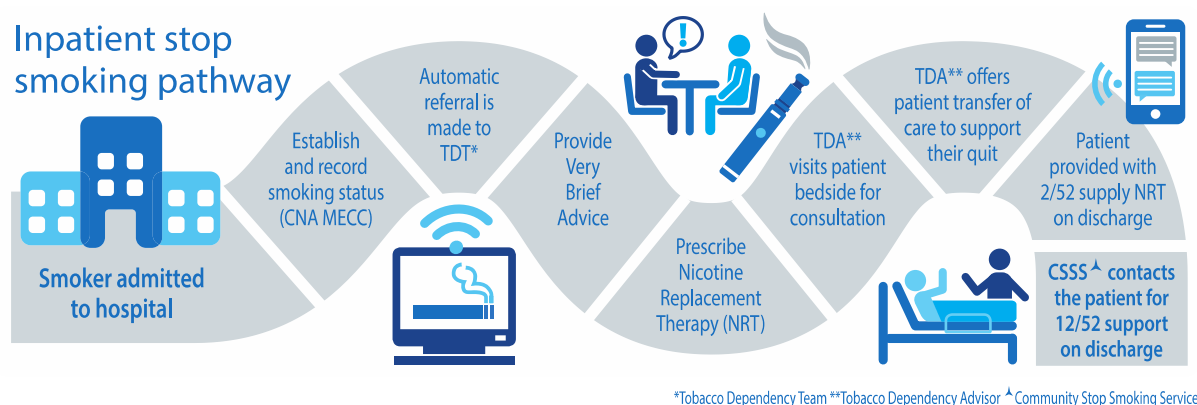 Inpatient stop
smoking pathway
Smoker admitted
to hospital
Establish
and record
smoking status
(CNA MECC)
Automatic
referral is
made to
TDT*
Provide
Very
Brief
Advice
Prescribe
Nicotine
Replacement
Therapy (NRT)
TDA**
visits patient
bedside for
consultation
TDA** offers
patient transfer of
care to support
their quit
Patient
provided with
2/52 supply NRT
on discharge
CSSS⅄ contacts
the patient for
12/52 support
on discharge
!
*Tobacco Dependency Team **Tobacco Dependency Advisor ⅄Community Stop Smoking Service